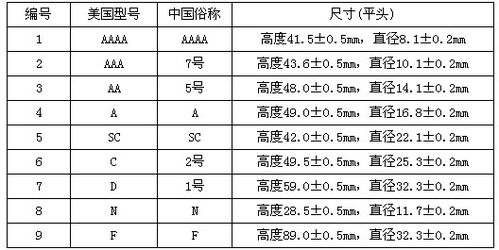 编号 美国型号 中国俗称 尺寸(平头)
1 AAAA AAAA 高度41.5±0.5mm，直径8.1±0.2mm
2 AAA 7号 高度43.6±0.5mm，直径10.1±0.2mm
3 AA 5号 高度48.0±0.5mm，直径14.1±0.2mm
4 A A 高度49.0±0.5mm，直径16.8±0.2mm
5 SC SC 高度42.0±0.5mm，直径22.1±0.2mm
6 C 2号 高度49.5±0.5mm，直径25.3±0.2mm
7 D 1号 高度59.0±0.5mm，直径32.3±0.2mm
8 N N 高度28.5±0.5mm，直径11.7±0.2mm
9 F F 高度89.0±0.5mm，直径32.3±0.2mm